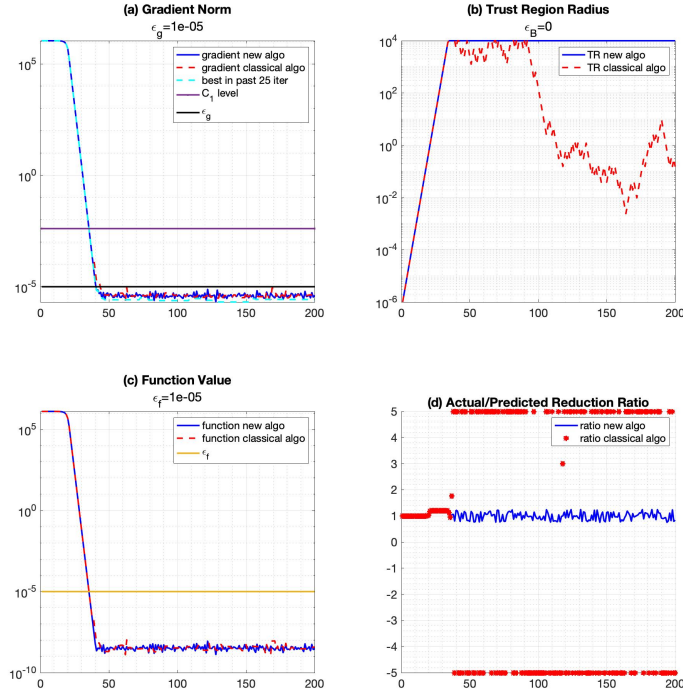 (a) Gradient Norm
ϵ_g=1e-05
10^5
10^0
10^-5
gradient new algo
gradient classical algo
best in past 25 iter
C_1 level
ϵ_g
0 50 100 150 200
(b) Trust Region Radius
ϵ_B=0
10^4
10^2
10^0
10^-2
10^-4
10^-6
TR new algo
TR classical algo
0 50 100 150 200
(c) Function Value
ϵ_f=1e-05
10^5
10^0
10^-5
10^-10
function new algo
function classical algo
ϵ_f
0 50 100 150 200
(d) Actual/Predicted Reduction Ratio
5
4
3
2
1
0
-1
-2
-3
-4
-5
ratio new algo
ratio classical algo
0 50 100 150 200